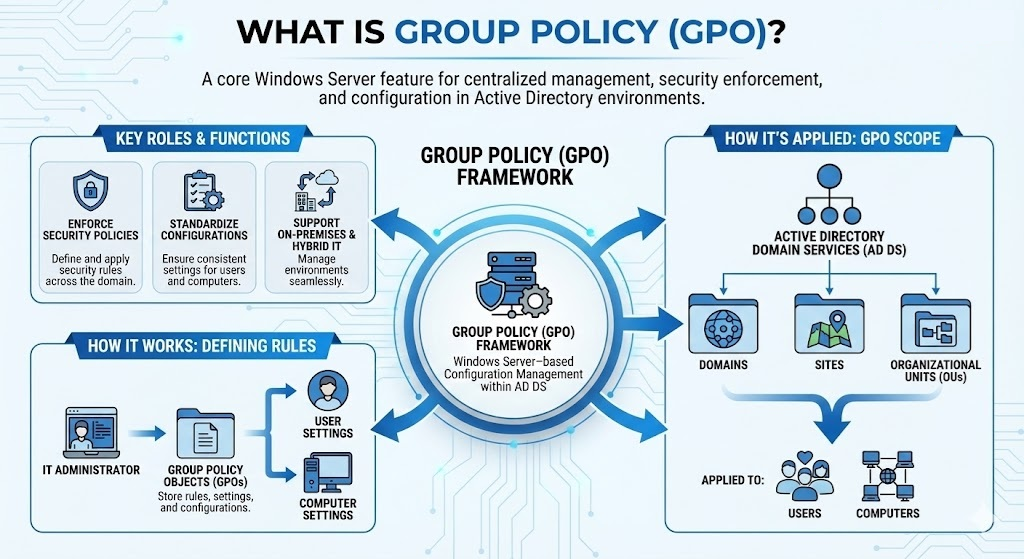 WHAT IS GROUP POLICY (GPO)?
A core Windows Server feature for centralized management, security enforcement,
and configuration in Active Directory environments.
KEY ROLES & FUNCTIONS
ENFORCE
SECURITY POLICIES
Define and apply
security rules
across the domain.
STANDARDIZE
CONFIGURATIONS
Ensure consistent
settings for users
and computers.
SUPPORT
ON-PREMISES &
HYBRID IT
Manage
environments
seamlessly.
HOW IT WORKS: DEFINING RULES
IT ADMINISTRATOR
GROUP POLICY
OBJECTS (GPOs)
Store rules, settings,
and configurations.
USER
SETTINGS
COMPUTER
SETTINGS
GROUP POLICY (GPO)
FRAMEWORK
GROUP POLICY (GPO)
FRAMEWORK
Windows Server–based
Configuration Management
within AD DS
HOW IT'S APPLIED: GPO SCOPE
ACTIVE DIRECTORY
DOMAIN SERVICES (AD DS)
DOMAINS
SITES
ORGANIZATIONAL
UNITS (OUs)
APPLIED TO:
USERS
COMPUTERS